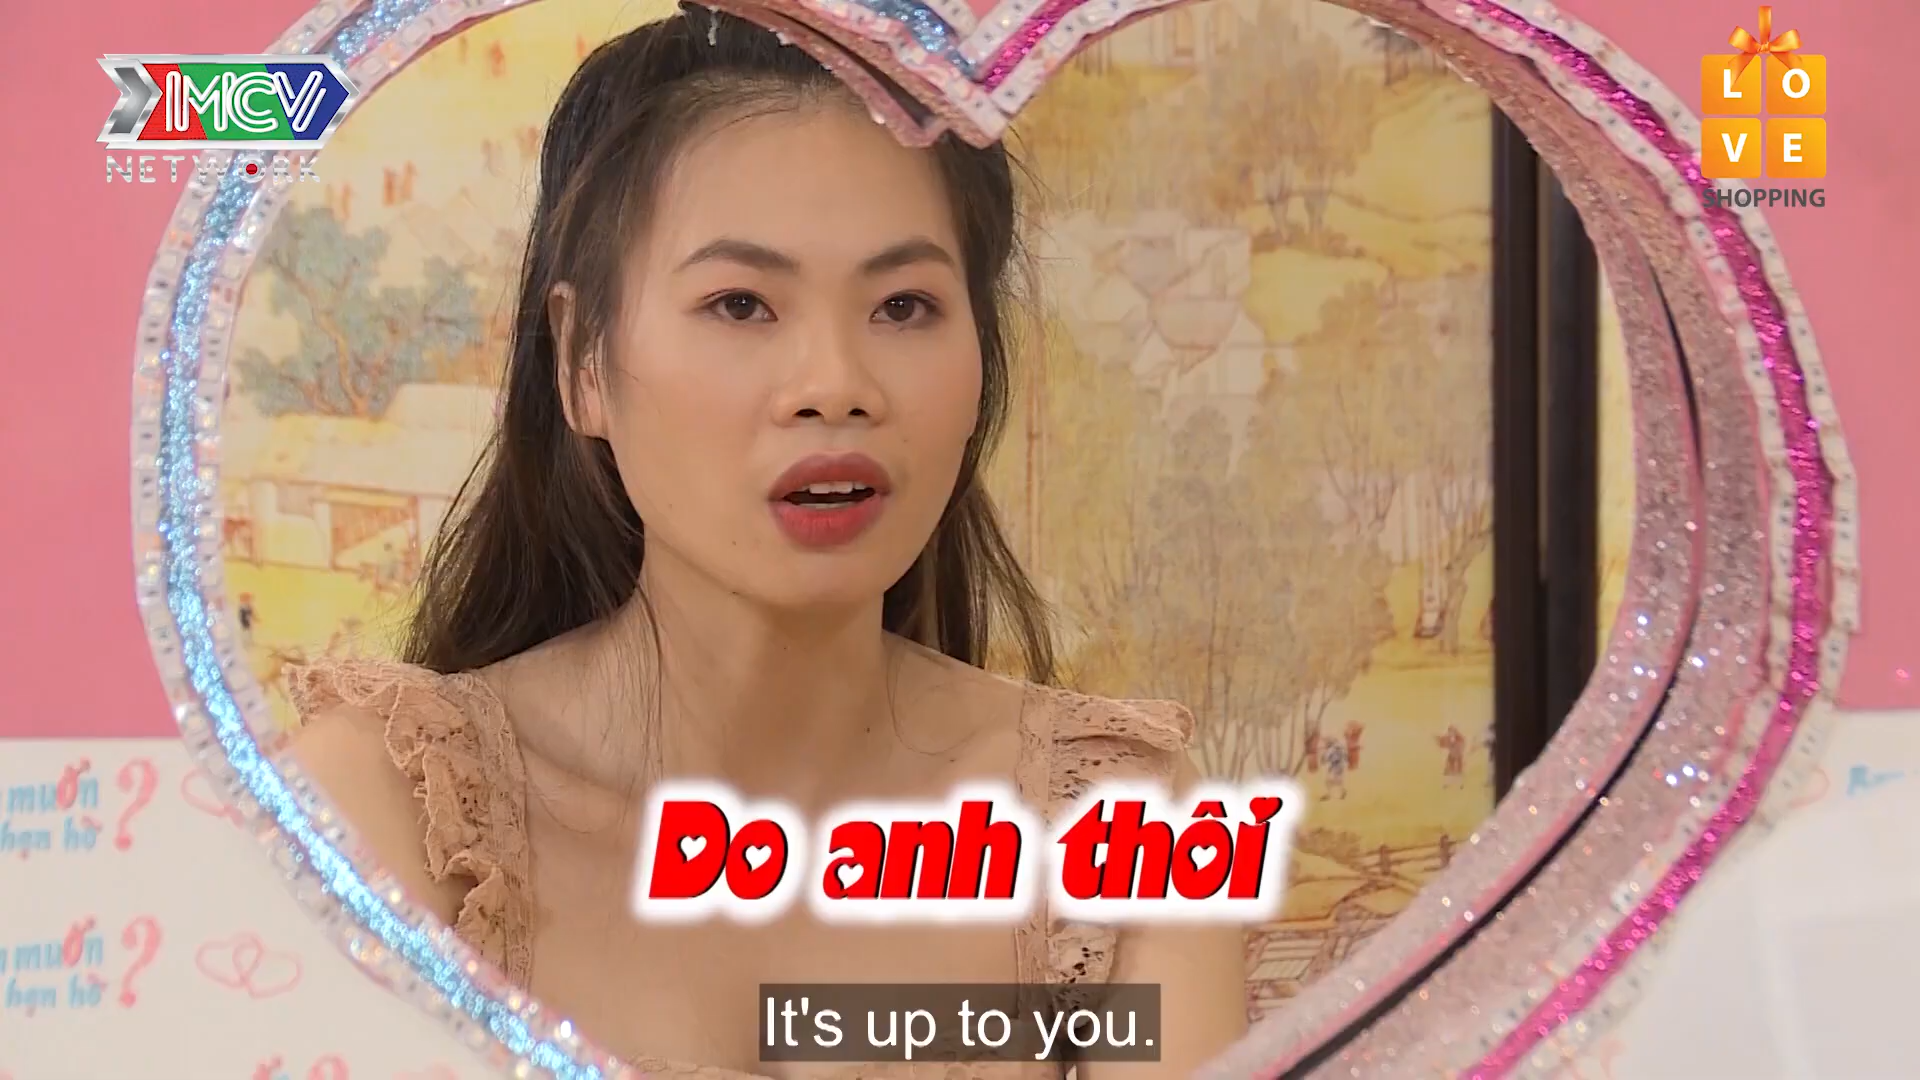 MCV
NETWORK
L O
V E
SHOPPING
muốn ?
hẹn hò
Do anh thôi
muốn ?
hẹn hò
It's up to you.